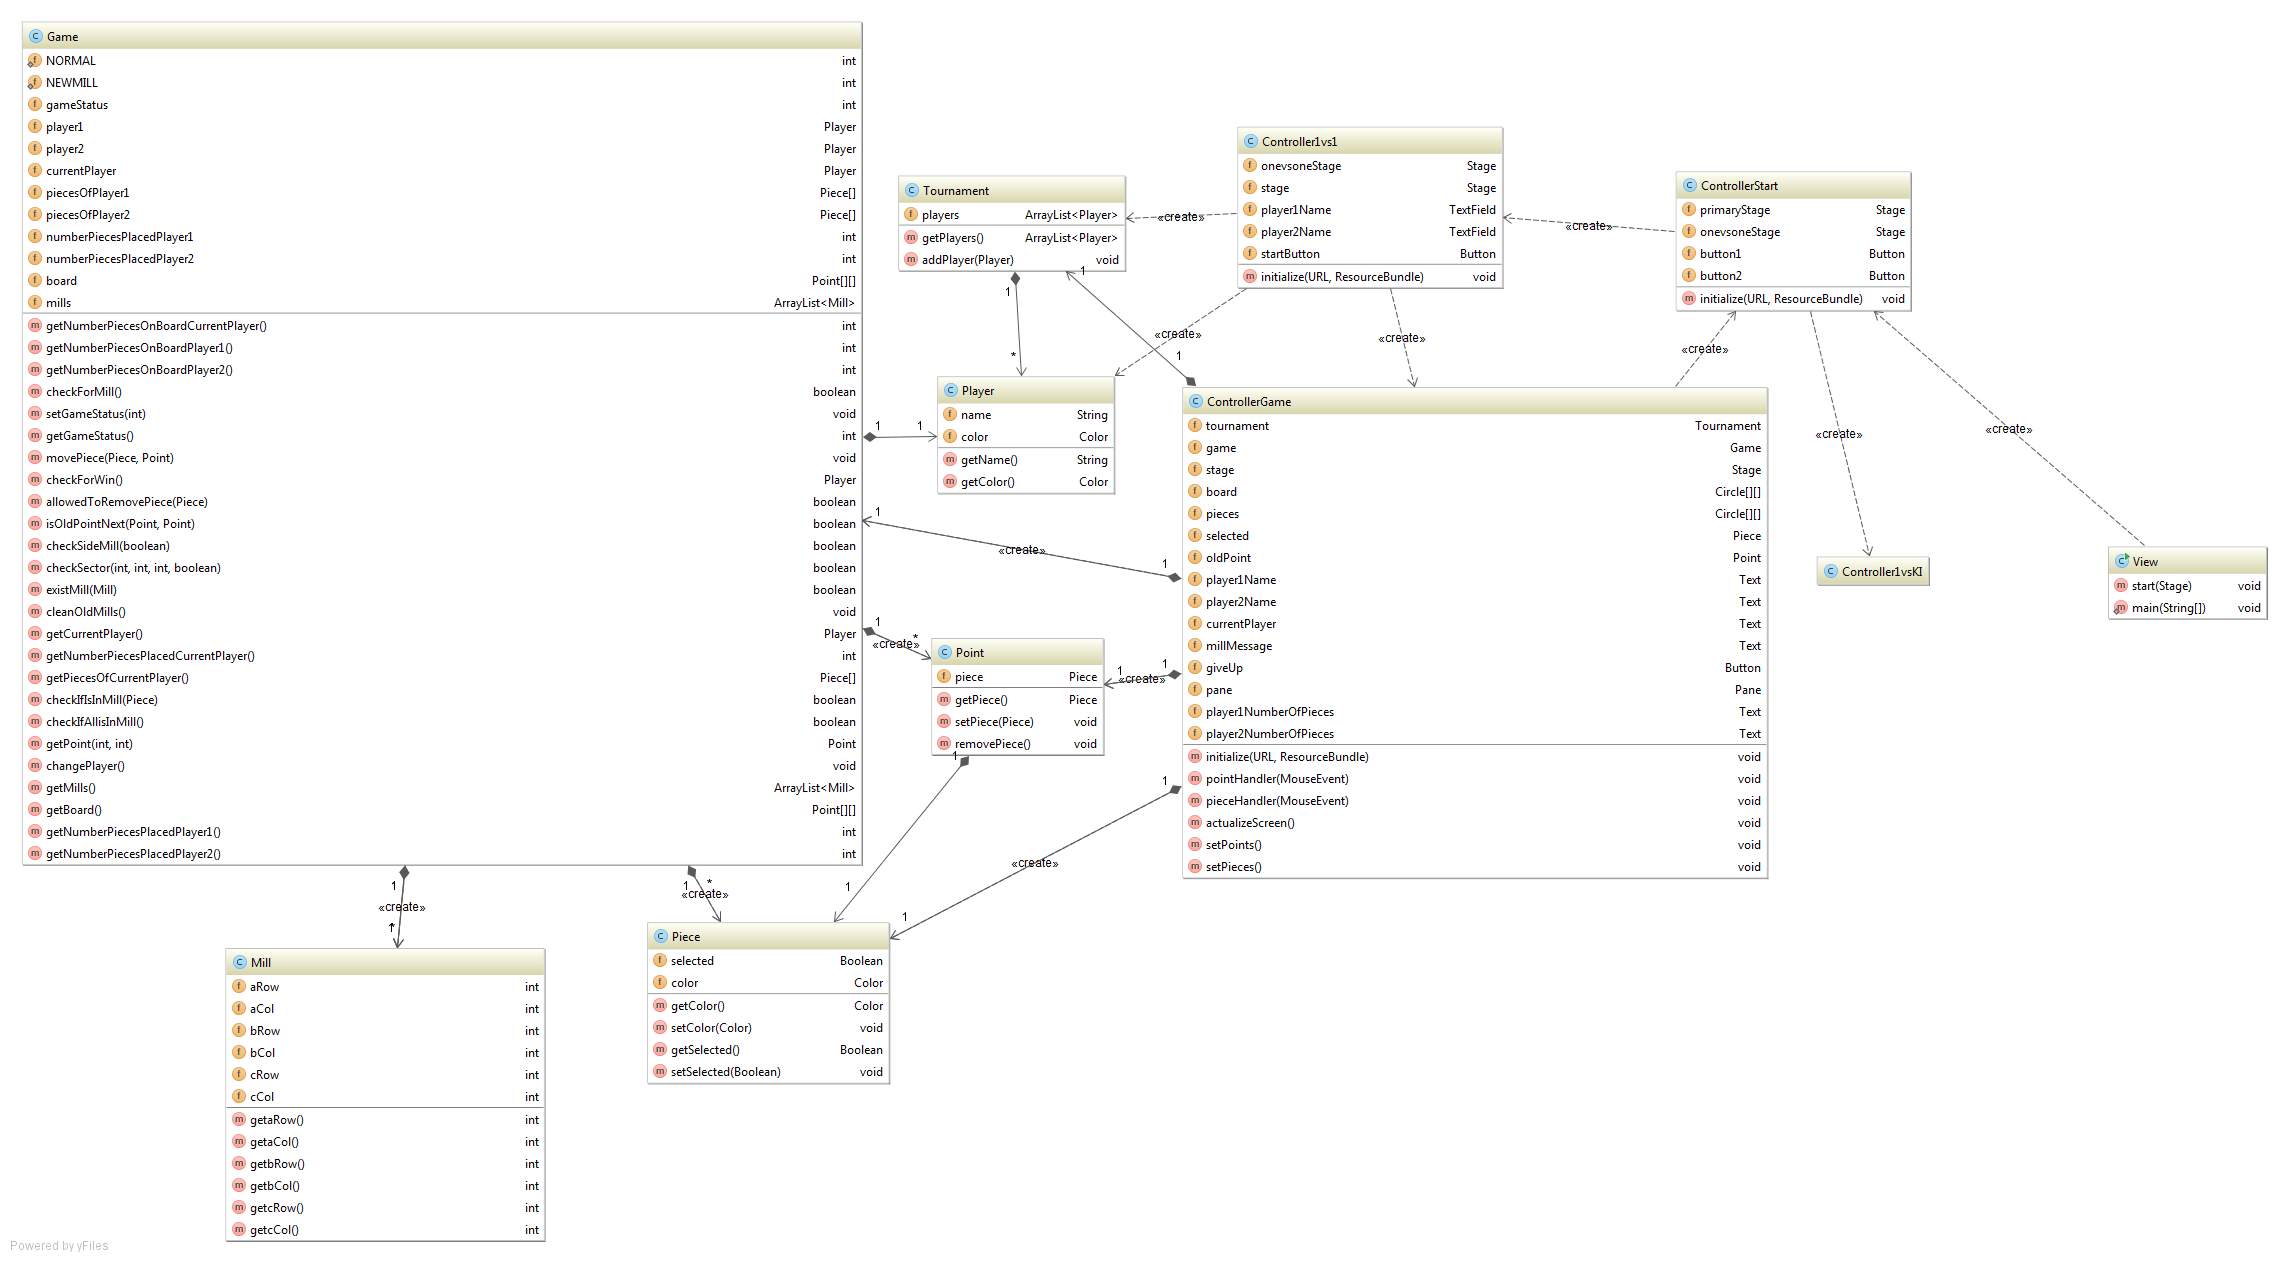 Game
NORMAL int
NEWMILL int
gameStatus int
player1 Player
player2 Player
currentPlayer Player
piecesOfPlayer1 Piece[]
piecesOfPlayer2 Piece[]
numberPiecesPlacedPlayer1 int
numberPiecesPlacedPlayer2 int
board Point[][]
mills ArrayList<Mill>
getNumberPiecesOnBoardCurrentPlayer() int
getNumberPiecesOnBoardPlayer1() int
getNumberPiecesOnBoardPlayer2() int
checkForMill() boolean
setGameStatus(int) void
getGameStatus() int
movePiece(Piece, Point) void
checkForWin() Player
allowedToRemovePiece(Piece) boolean
isOldPointNext(Point, Point) boolean
checkSideMill(boolean) boolean
checkSector(int, int, int, boolean) boolean
existMill(Mill) boolean
cleanOldMills() void
getCurrentPlayer() Player
getNumberPiecesPlacedCurrentPlayer() int
getPiecesOfCurrentPlayer() Piece[]
checkIfIsInMill(Piece) boolean
checkIfAllisInMill() boolean
getPoint(int, int) Point
changePlayer() void
getMills() ArrayList<Mill>
getBoard() Point[][]
getNumberPiecesPlacedPlayer1() int
getNumberPiecesPlacedPlayer2() int
Tournament
players ArrayList<Player>
getPlayers() ArrayList<Player>
addPlayer(Player) void
Controller1vs1
onevsoneStage Stage
stage Stage
player1Name TextField
player2Name TextField
startButton Button
initialize(URL, ResourceBundle) void
ControllerStart
primaryStage Stage
onevsoneStage Stage
button1 Button
button2 Button
initialize(URL, ResourceBundle) void
«create»
«create»
1
1
*
«create»
1
«create»
«create»
«create»
«create»
Player
name String
color Color
getName() String
getColor() Color
1
1
ControllerGame
tournament Tournament
game Game
stage Stage
board Circle[][]
pieces Circle[][]
selected Piece
oldPoint Point
player1Name Text
player2Name Text
currentPlayer Text
millMessage Text
giveUp Button
pane Pane
player1NumberOfPieces Text
player2NumberOfPieces Text
initialize(URL, ResourceBundle) void
pointHandler(MouseEvent) void
pieceHandler(MouseEvent) void
actualizeScreen() void
setPoints() void
setPieces() void
Controller1vsKI
View
start(Stage) void
main(String[]) void
1
«create»
1
1
«create»
*
Point
piece Piece
getPiece() Piece
setPiece(Piece) void
removePiece() void
1
«create»
1
1
1
1
«create»
1
1
«create»
*
1
«create»
*
Mill
aRow int
aCol int
bRow int
bCol int
cRow int
cCol int
getaRow() int
getaCol() int
getbRow() int
getbCol() int
getcRow() int
getcCol() int
Piece
selected Boolean
color Color
getColor() Color
setColor(Color) void
getSelected() Boolean
setSelected(Boolean) void
Powered by yFiles